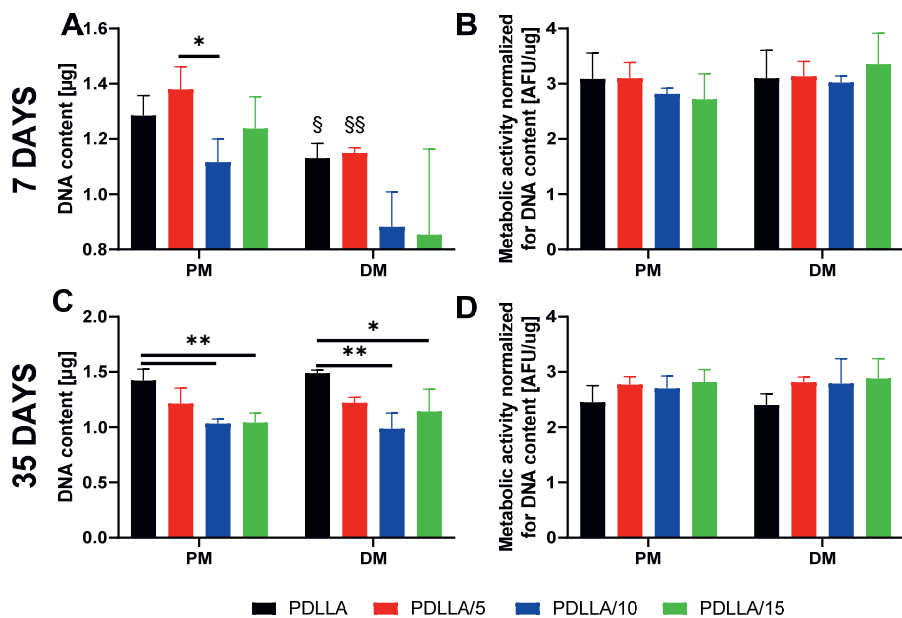 A
B
7 DAYS
DNA content [µg]
1.6
1.4
1.2
1.0
0.8
*
§ §§
PM DM
Metabolic activity normalized
for DNA content [AFU/ug]
4
3
2
1
0
PM DM
C
D
35 DAYS
DNA content [µg]
2.0
1.5
1.0
0.5
0.0
**
*
**
PM DM
Metabolic activity normalized
for DNA content [AFU/ug]
4
3
2
1
0
PM DM
PDLLA PDLLA/5 PDLLA/10 PDLLA/15